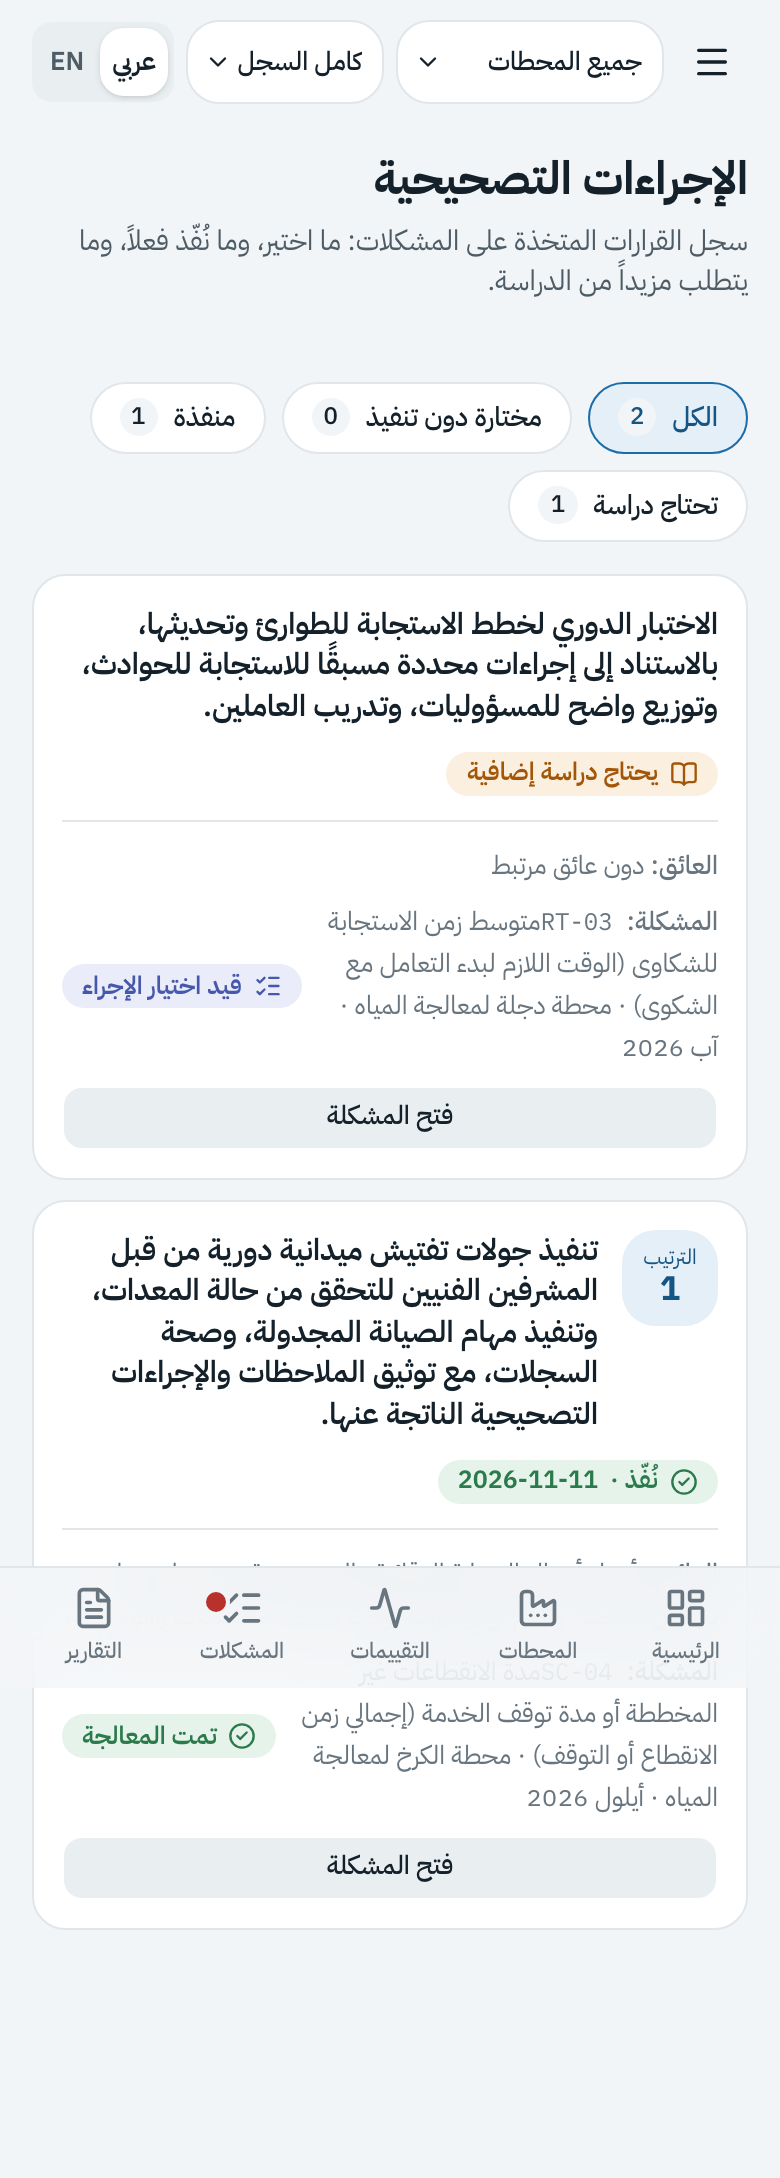 جميع المحطات
كامل السجل
عربي
EN
الإجراءات التصحيحية
سجل القرارات المتخذة على المشكلات: ما اختير، وما نُفّذ فعلاً، وما
يتطلب مزيداً من الدراسة.
الكل 2
مختارة دون تنفيذ 0
منفذة 1
تحتاج دراسة 1
الاختبار الدوري لخطط الاستجابة للطوارئ وتحديثها،
بالاستناد إلى إجراءات محددة مسبقًا للاستجابة للحوادث،
وتوزيع واضح للمسؤوليات، وتدريب العاملين.
يحتاج دراسة إضافية
العائق: دون عائق مرتبط
المشكلة: RT-03متوسط زمن الاستجابة
للشكاوى (الوقت اللازم لبدء التعامل مع
الشكوى) · محطة دجلة لمعالجة المياه ·
آب 2026
قيد اختيار الإجراء
فتح المشكلة
الترتيب
1
تنفيذ جولات تفتيش ميدانية دورية من قبل
المشرفين الفنيين للتحقق من حالة المعدات،
وتنفيذ مهام الصيانة المجدولة، وصحة
السجلات، مع توثيق الملاحظات والإجراءات
التصحيحية الناتجة عنها.
نُفّذ · 2026-11-11
الرئيسية
المحطات
التقييمات
المشكلات
التقارير
المشكلة: SC-04مدة الانقطاعات غير
المخططة أو مدة توقف الخدمة (إجمالي زمن
الانقطاع أو التوقف) · محطة الكرخ لمعالجة
المياه · أيلول 2026
تمت المعالجة
فتح المشكلة